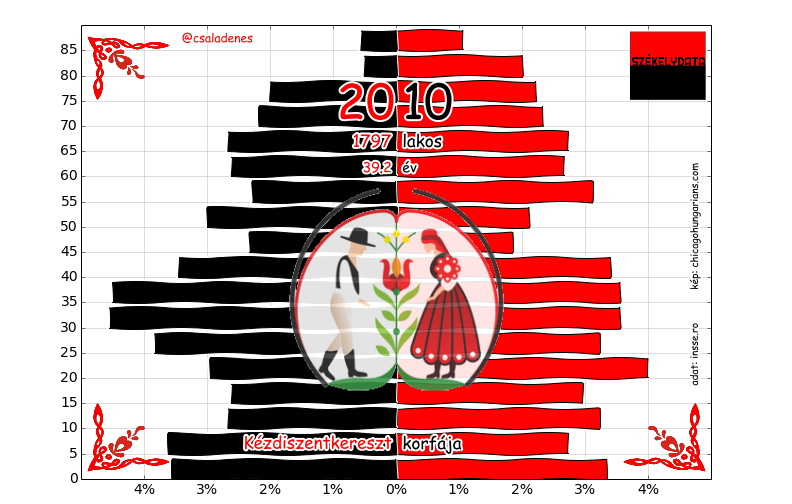 @csaladenes
SZÉKELYDATA
2010
1797 lakos
39.2 év
kép: chicagohungarians.com
adat: insse.ro
Kézdiszentkereszt korfája
85
80
75
70
65
60
55
50
45
40
35
30
25
20
15
10
5
0
4% 3% 2% 1% 0% 1% 2% 3% 4%